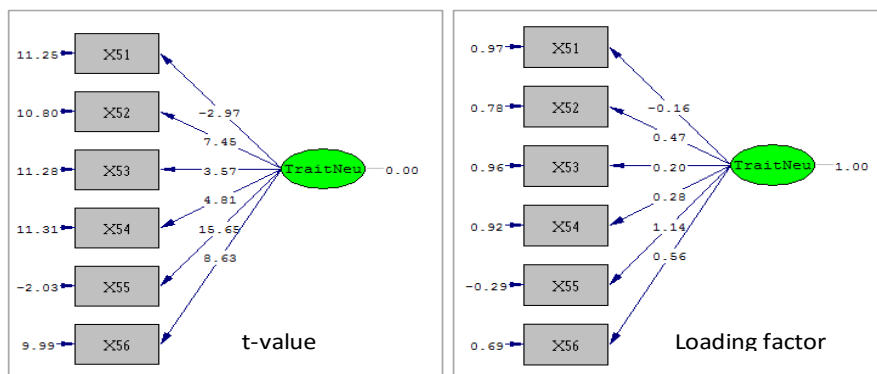 11.25 X51
-2.97
10.80 X52
7.45
11.28 X53 3.57 TraitNeu 0.00
4.81
11.31 X54
15.65
8.63
-2.03 X55
9.99 X56
t-value
0.97 X51
-0.16
0.78 X52
0.47
0.96 X53 0.20 TraitNeu 1.00
0.28
0.92 X54
1.14
0.56
-0.29 X55
0.69 X56
Loading factor